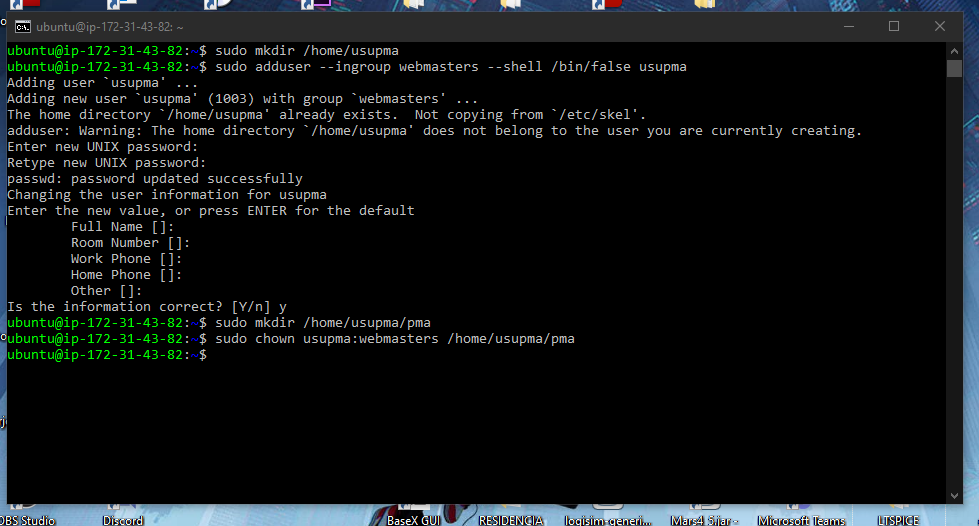 ubuntu@ip-172-31-43-82: ~
ubuntu@ip-172-31-43-82:~$ sudo mkdir /home/usupma
ubuntu@ip-172-31-43-82:~$ sudo adduser --ingroup webmasters --shell /bin/false usupma
Adding user `usupma' ...
Adding new user `usupma' (1003) with group `webmasters' ...
The home directory `/home/usupma' already exists.  Not copying from `/etc/skel'.
adduser: Warning: The home directory `/home/usupma' does not belong to the user you are currently creating.
Enter new UNIX password:
Retype new UNIX password:
passwd: password updated successfully
Changing the user information for usupma
Enter the new value, or press ENTER for the default
Full Name []:
Room Number []:
Work Phone []:
Home Phone []:
Other []:
Is the information correct? [Y/n] y
ubuntu@ip-172-31-43-82:~$ sudo mkdir /home/usupma/pma
ubuntu@ip-172-31-43-82:~$ sudo chown usupma:webmasters /home/usupma/pma
ubuntu@ip-172-31-43-82:~$
OBS Studio Discord BaseX GUI RESIDENCIA logisim-generi... Mars4_5.jar - Microsoft Teams LTSPICE